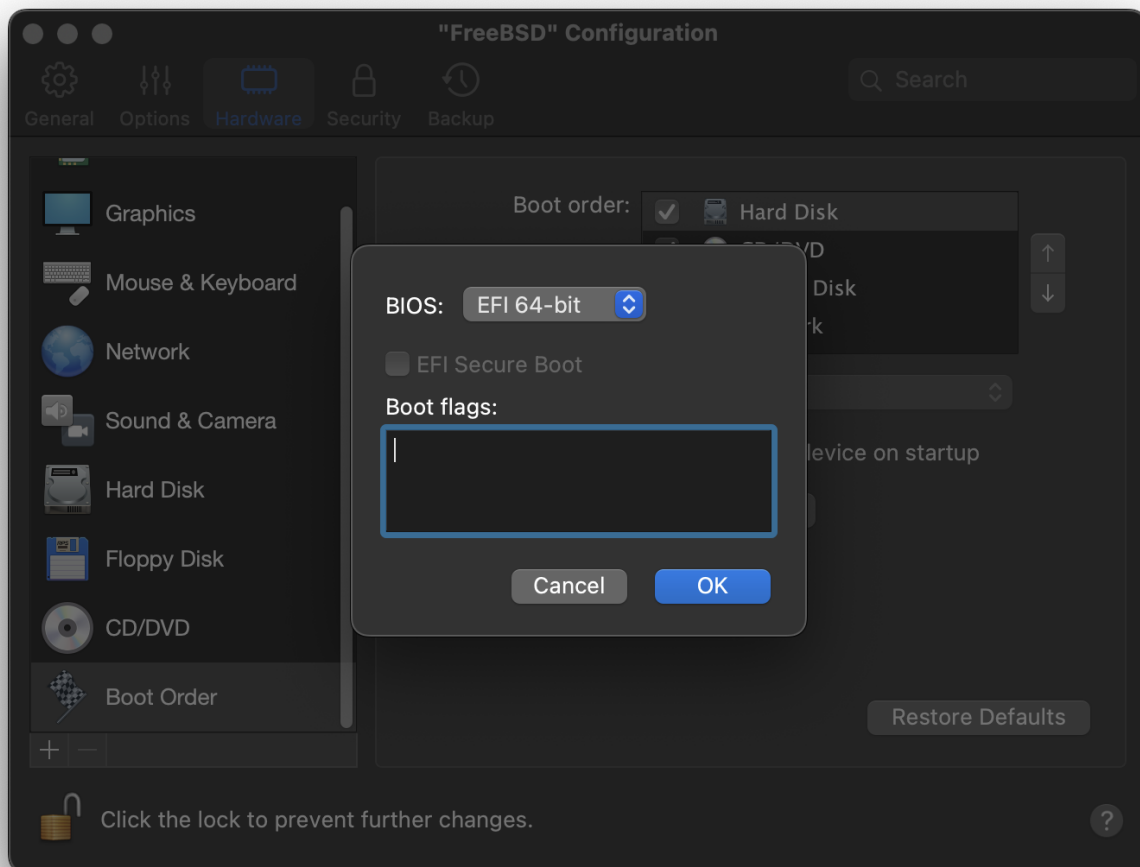 "FreeBSD" Configuration
General Options Hardware Security Backup
Search
Graphics
Mouse & Keyboard
Network
Sound & Camera
Hard Disk
Floppy Disk
CD/DVD
Boot Order
Boot order:
Hard Disk
Disk
BIOS: EFI 64-bit
EFI Secure Boot
Boot flags:
device on startup
Cancel OK
Restore Defaults
Click the lock to prevent further changes.
?